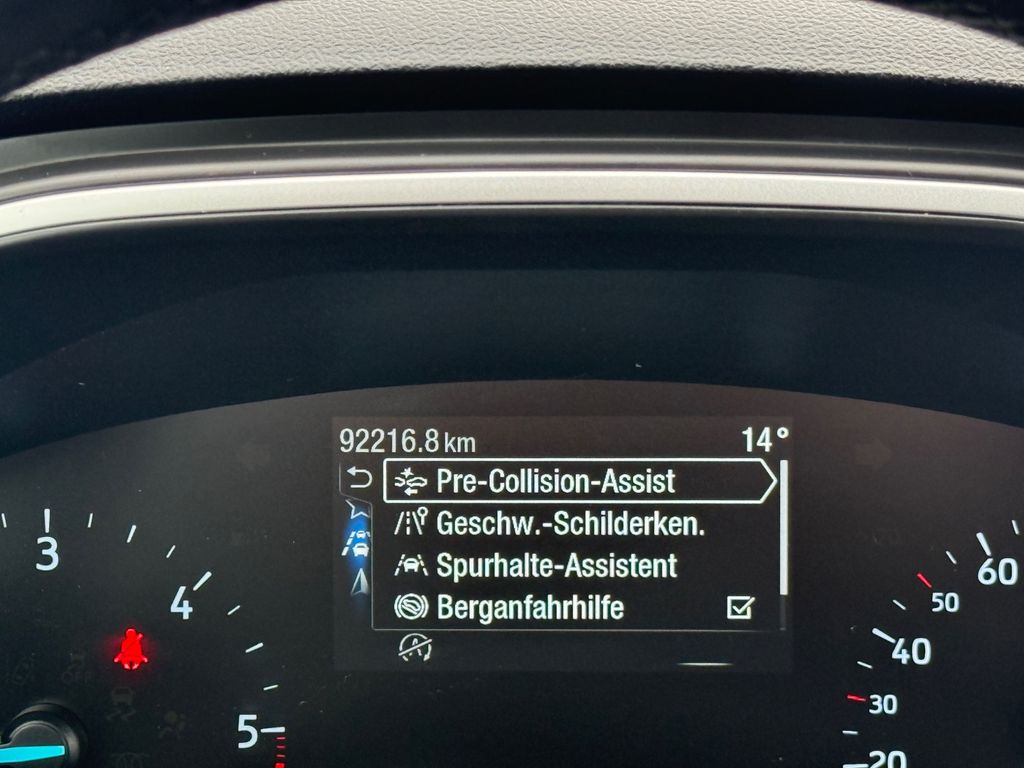 92216.8 km 14°
Pre-Collision-Assist
Geschw.-Schilderken.
Spurhalte-Assistent
Berganfahrhilfe
3
4
5
60
50
40
30
20